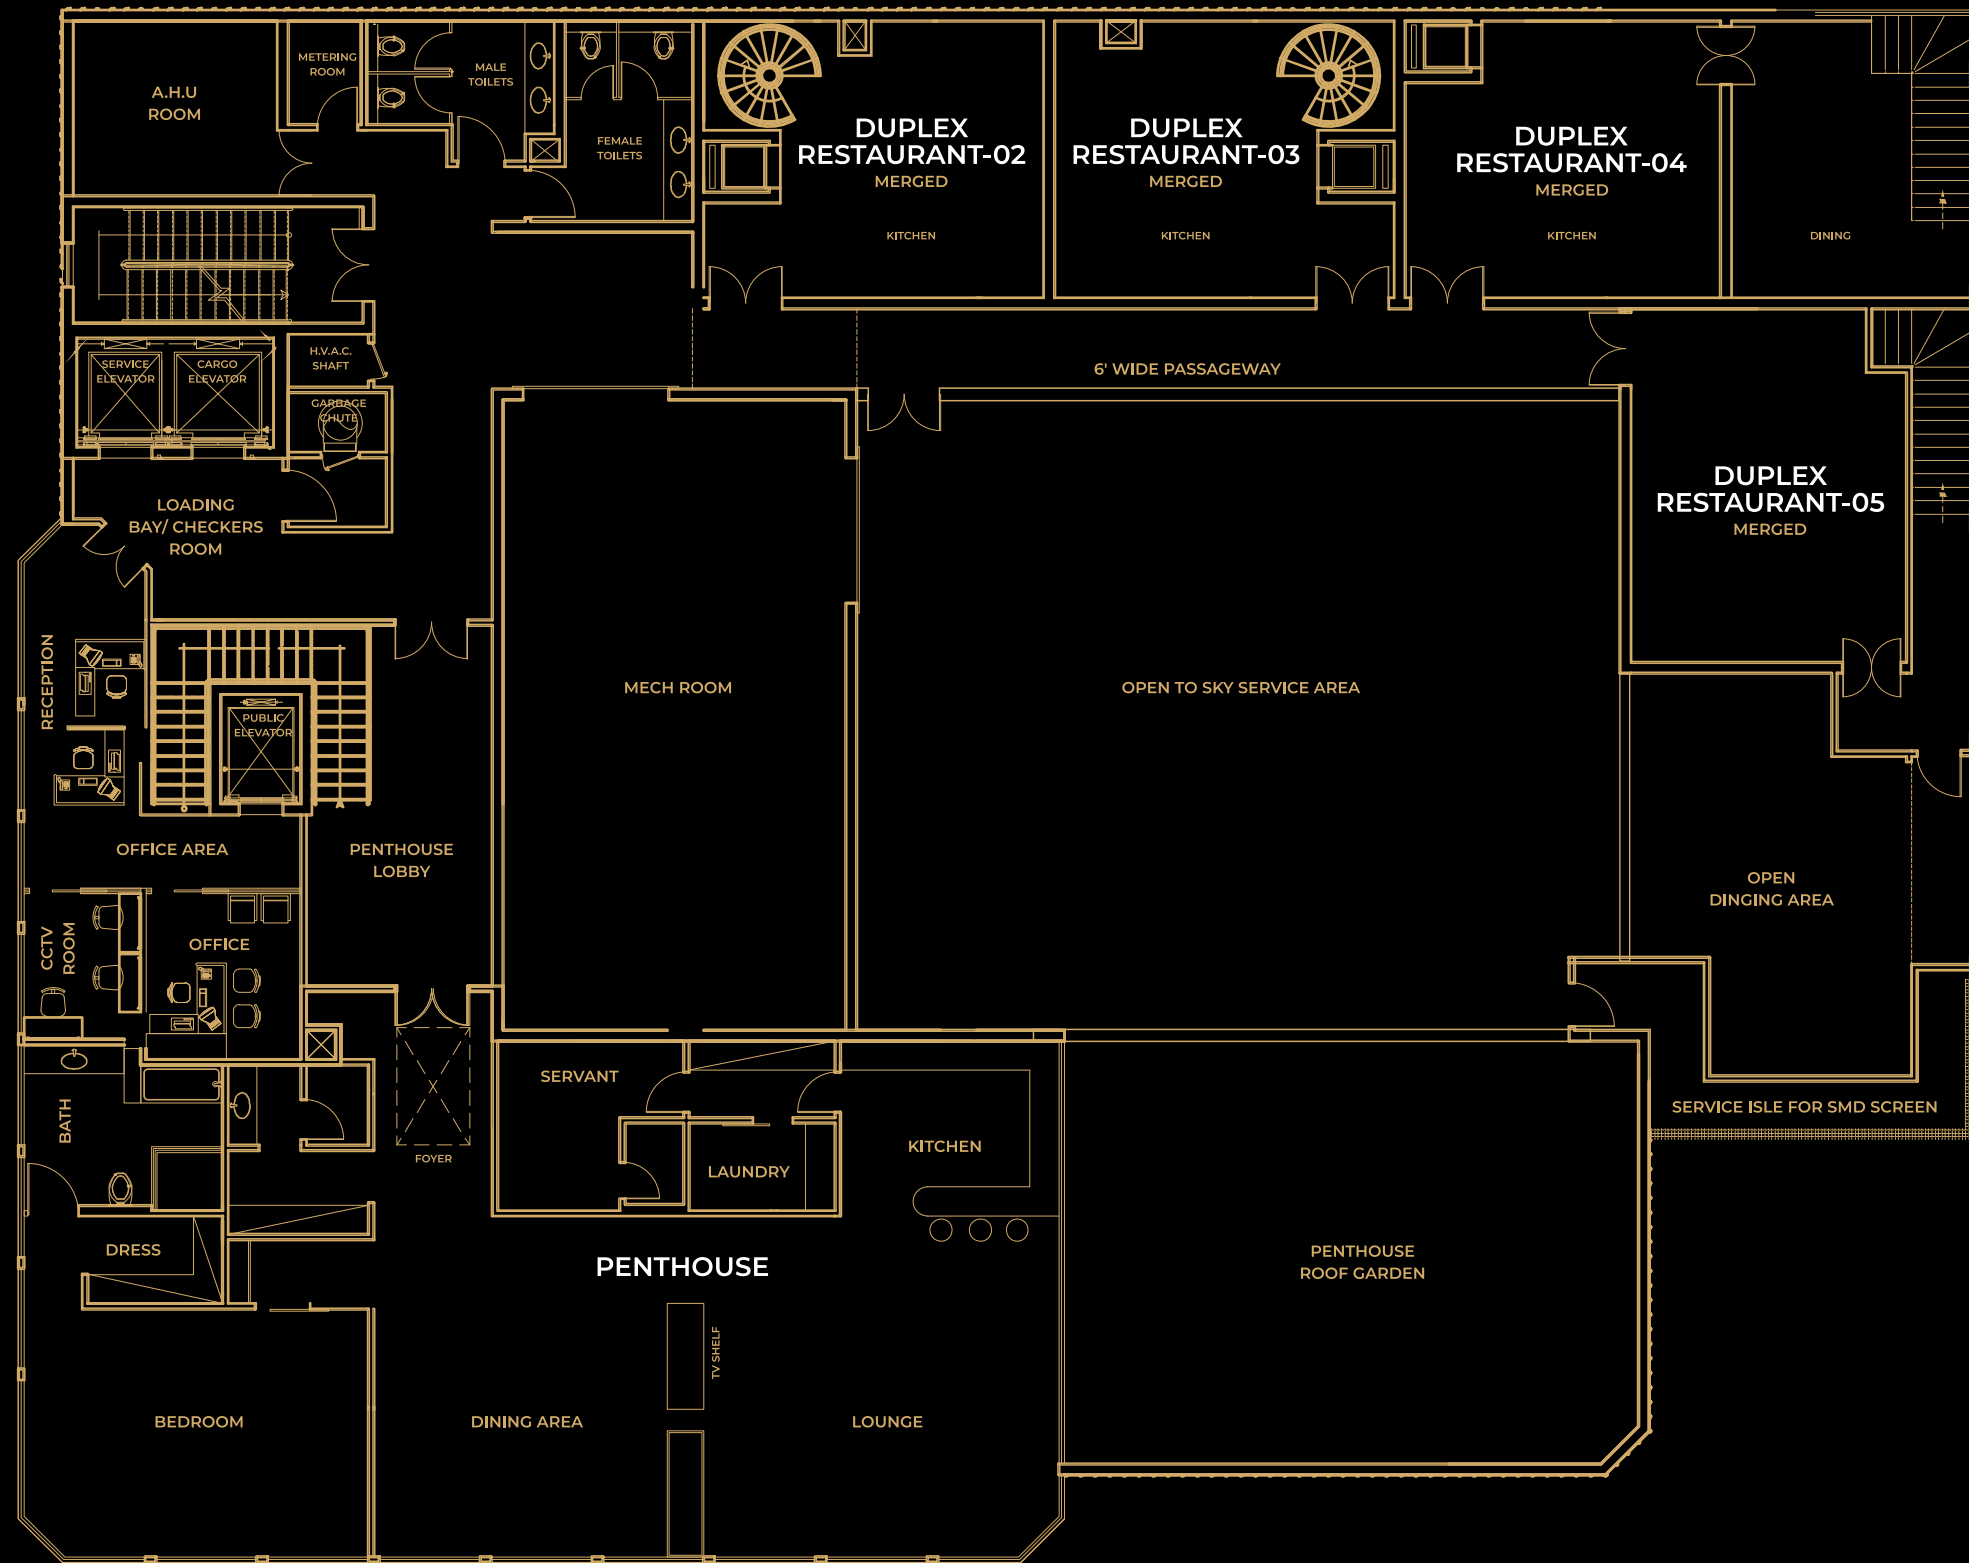 A.H.U
ROOM
METERING
ROOM
MALE
TOILETS
FEMALE
TOILETS
DUPLEX
RESTAURANT-02
MERGED
KITCHEN
DUPLEX
RESTAURANT-03
MERGED
KITCHEN
DUPLEX
RESTAURANT-04
MERGED
KITCHEN
DINING
SERVICE
ELEVATOR
CARGO
ELEVATOR
H.V.A.C.
SHAFT
GARBAGE
CHUTE
6' WIDE PASSAGEWAY
LOADING
BAY/ CHECKERS
ROOM
DUPLEX
RESTAURANT-05
MERGED
RECEPTION
PUBLIC
ELEVATOR
MECH ROOM
OPEN TO SKY SERVICE AREA
OFFICE AREA
PENTHOUSE
LOBBY
OPEN
DINGING AREA
CCTV
ROOM
OFFICE
SERVANT
BATH
FOYER
LAUNDRY
KITCHEN
SERVICE ISLE FOR SMD SCREEN
DRESS
PENTHOUSE
PENTHOUSE
ROOF GARDEN
TV SHELF
BEDROOM
DINING AREA
LOUNGE